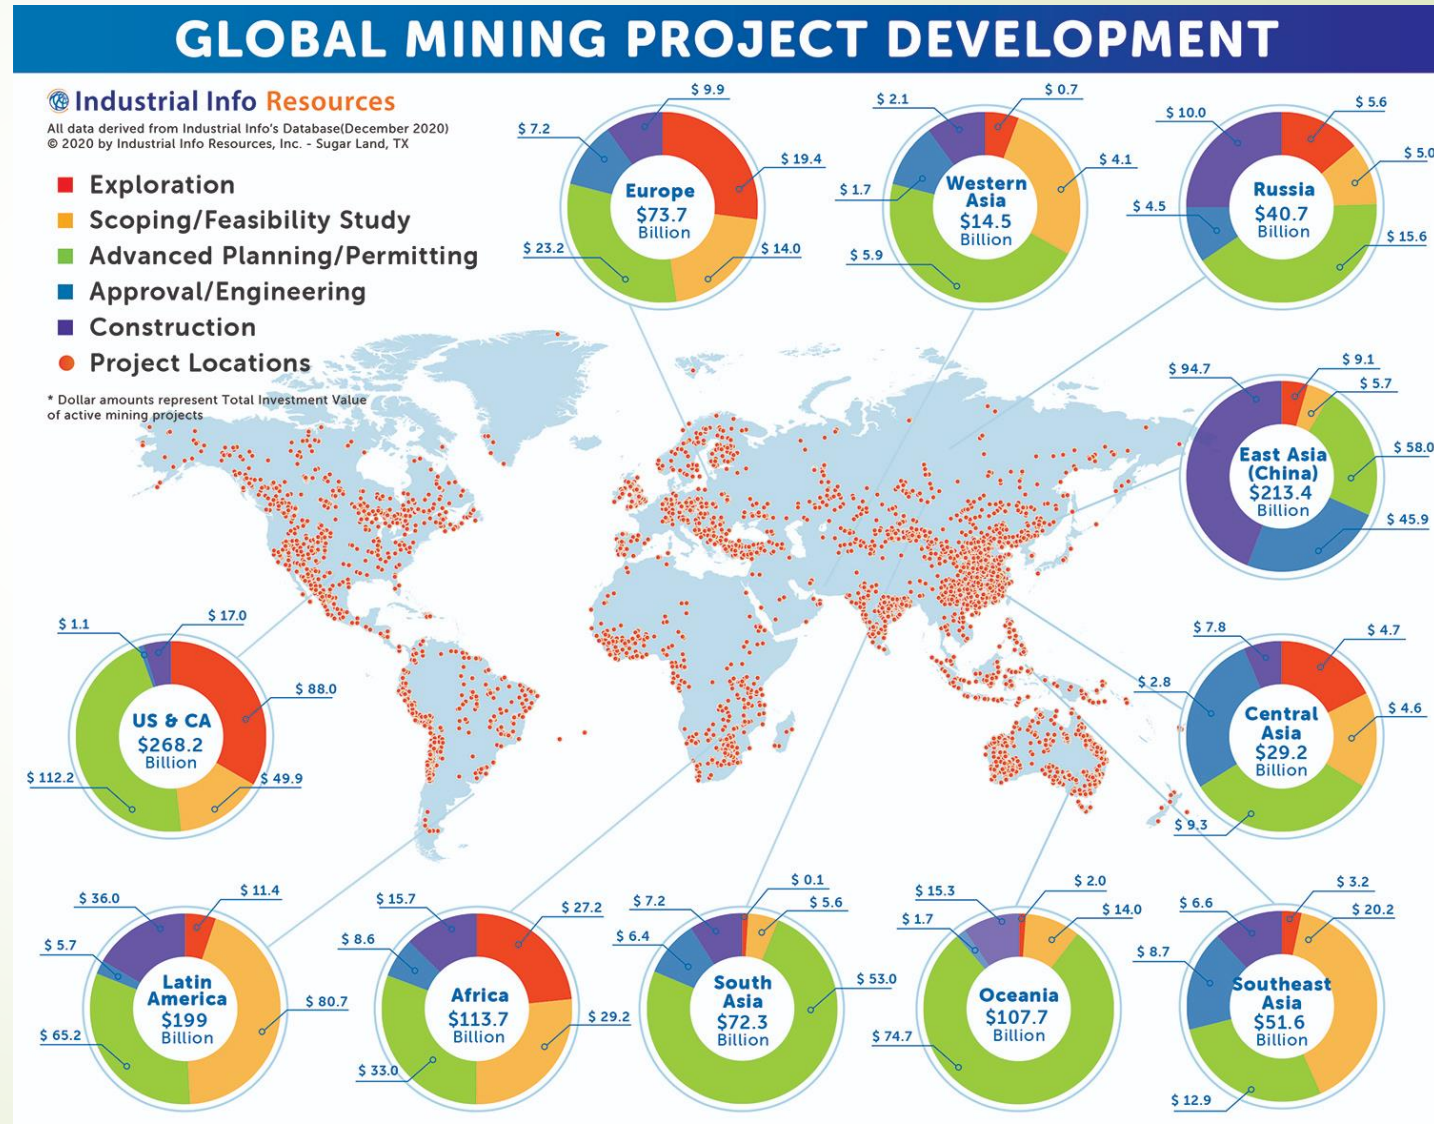 GLOBAL MINING PROJECT DEVELOPMENT
Industrial Info Resources
All data derived from Industrial Info's Database(December 2020)
© 2020 by Industrial Info Resources, Inc. - Sugar Land, TX
Exploration
Scoping/Feasibility Study
Advanced Planning/Permitting
Approval/Engineering
Construction
Project Locations
* Dollar amounts represent Total Investment Value
of active mining projects
$ 9.9
$ 7.2
$ 19.4
$ 23.2
$ 14.0
Europe
$73.7
Billion
$ 2.1
$ 0.7
$ 4.1
$ 1.7
$ 5.9
Western
Asia
$14.5
Billion
$ 10.0
$ 5.6
$ 5.0
$ 4.5
$ 15.6
Russia
$40.7
Billion
$ 94.7
$ 9.1
$ 5.7
$ 58.0
$ 45.9
East Asia
(China)
$213.4
Billion
$ 1.1
$ 17.0
$ 88.0
$ 112.2
$ 49.9
US & CA
$268.2
Billion
$ 7.8
$ 4.7
$ 2.8
$ 4.6
$ 9.3
Central
Asia
$29.2
Billion
$ 36.0
$ 11.4
$ 5.7
$ 80.7
$ 65.2
Latin
America
$199
Billion
$ 15.7
$ 27.2
$ 8.6
$ 29.2
$ 33.0
Africa
$113.7
Billion
$ 7.2
$ 0.1
$ 5.6
$ 6.4
$ 53.0
South
Asia
$72.3
Billion
$ 15.3
$ 2.0
$ 1.7
$ 14.0
$ 74.7
Oceania
$107.7
Billion
$ 6.6
$ 3.2
$ 20.2
$ 8.7
$ 12.9
Southeast
Asia
$51.6
Billion